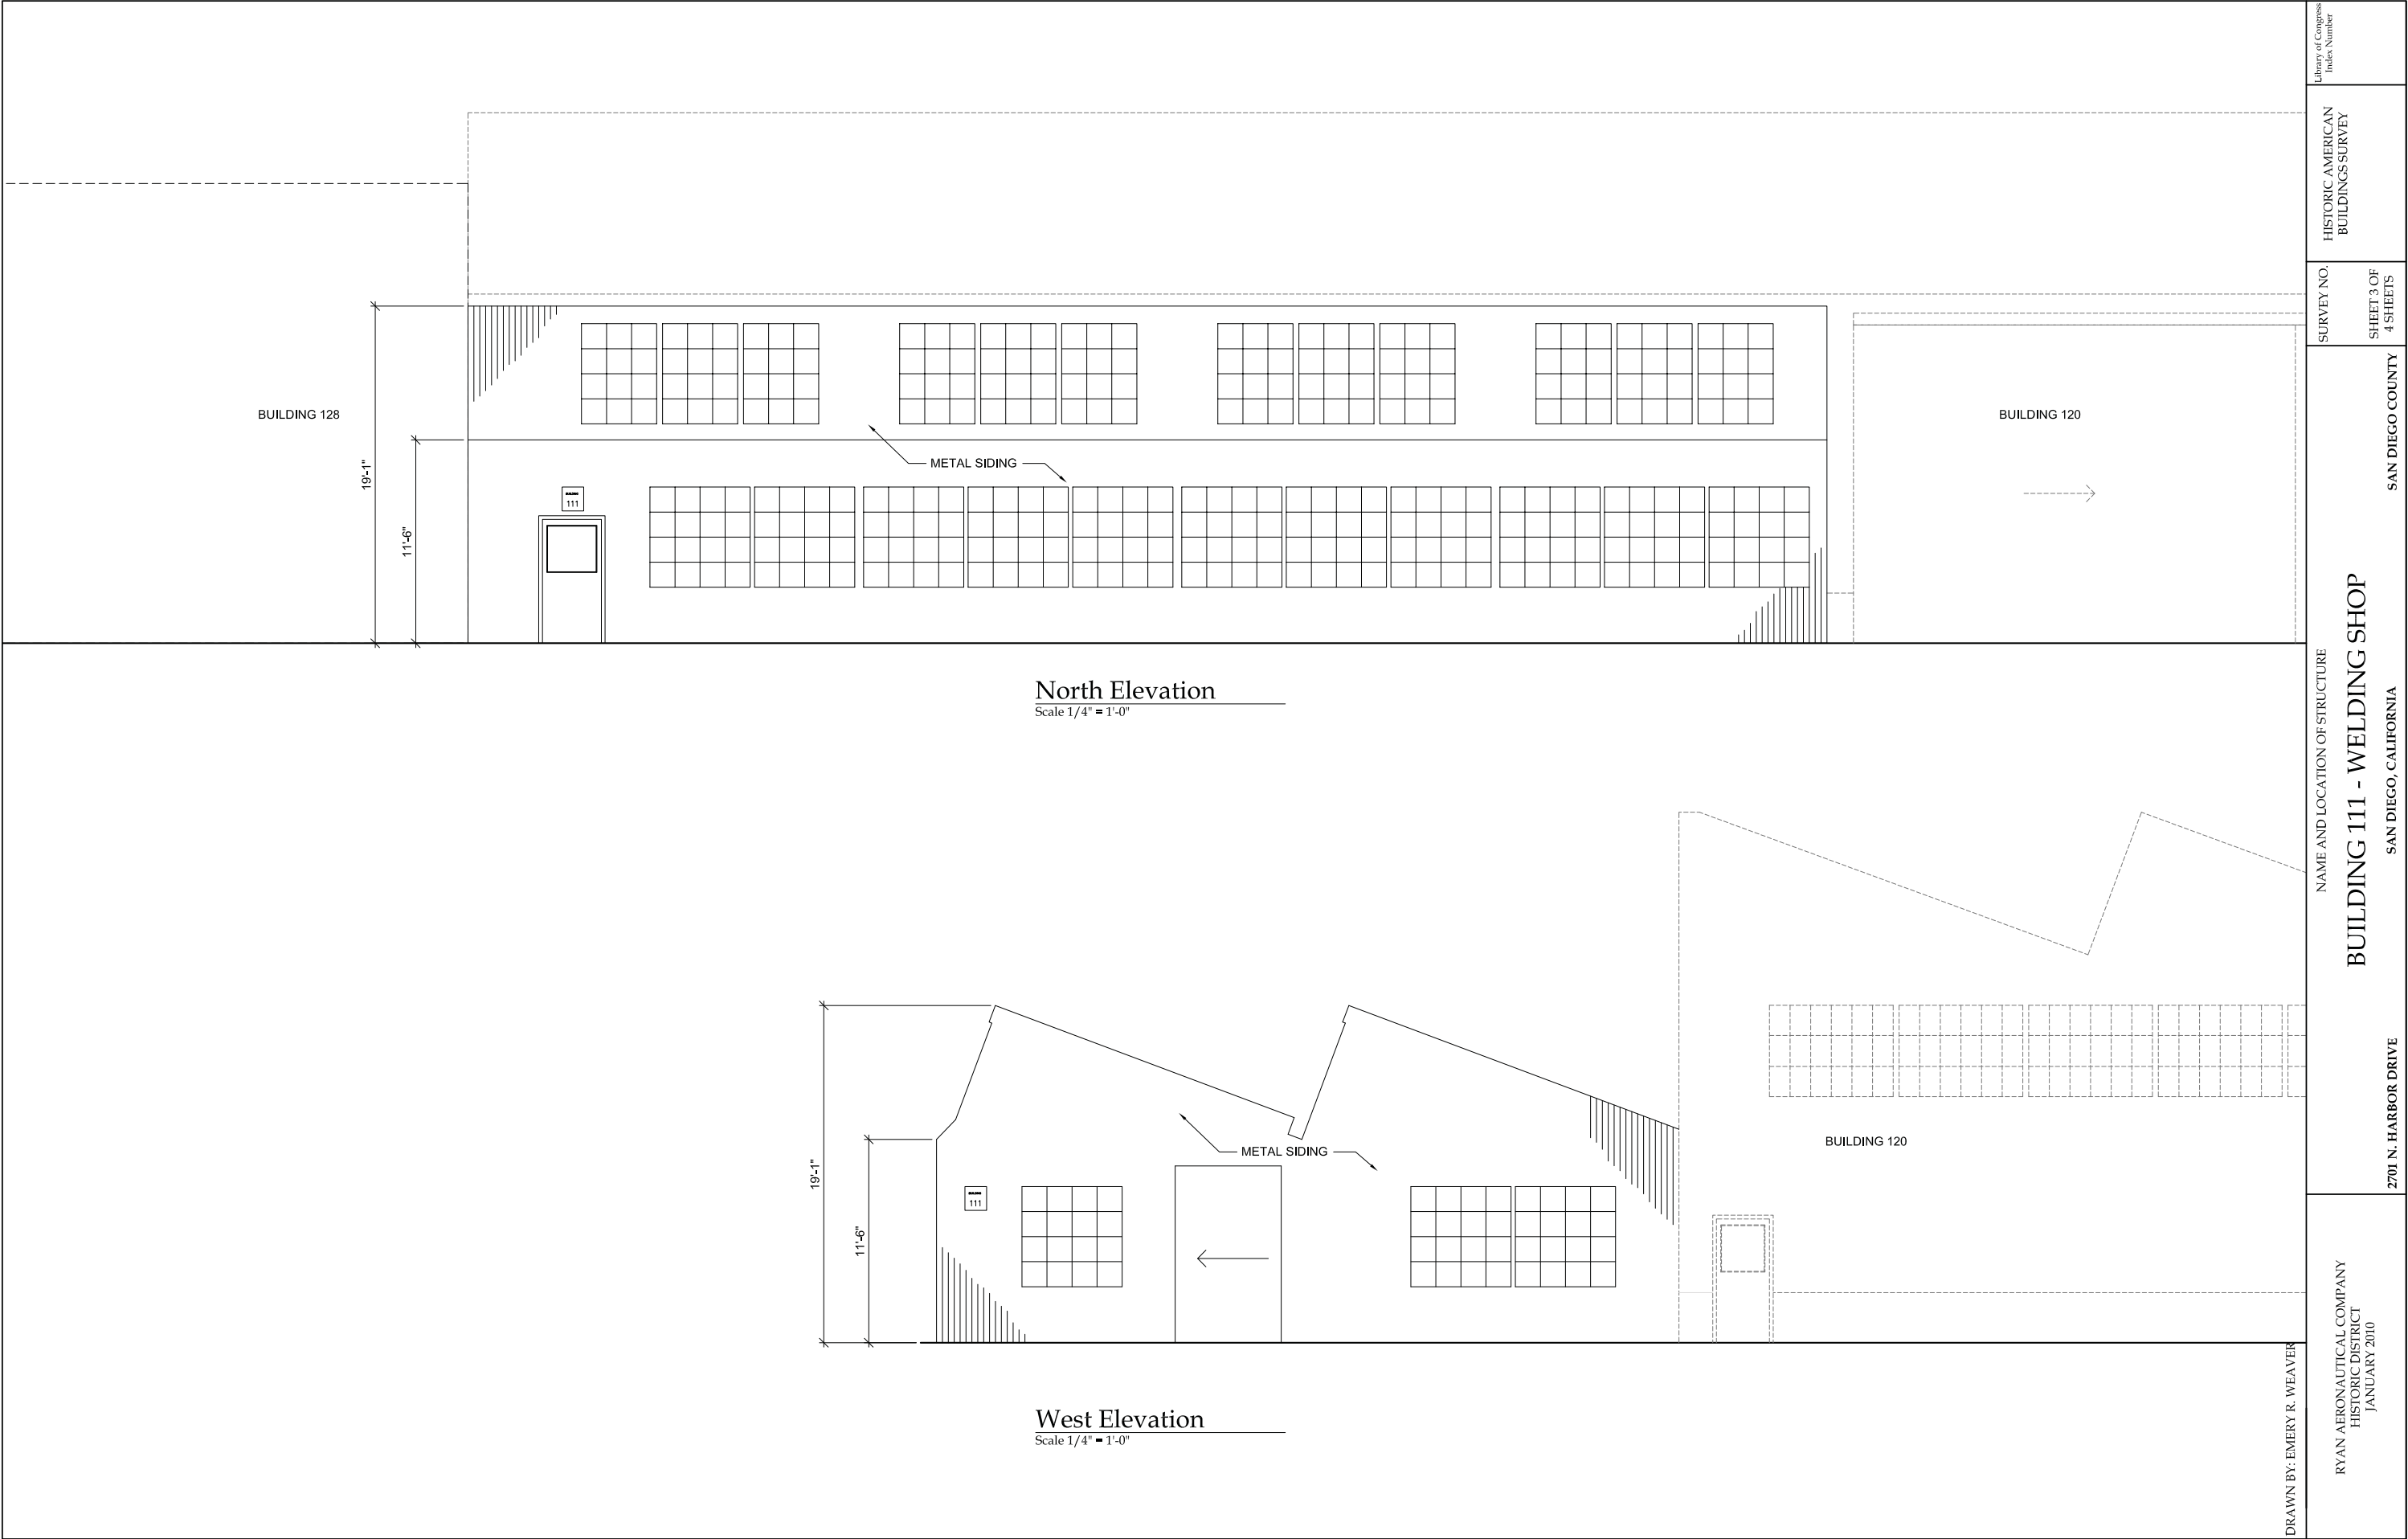 BUILDING 128
19'-1"
11'-6"
111
METAL SIDING
BUILDING 120
North Elevation
Scale 1/4" = 1'-0"
19'-1"
11'-6"
111
METAL SIDING
BUILDING 120
West Elevation
Scale 1/4" = 1'-0"
DRAWN BY: EMERY R. WEAVER
RYAN AERONAUTICAL COMPANY
HISTORIC DISTRICT
JANUARY 2010
NAME AND LOCATION OF STRUCTURE
BUILDING 111 - WELDING SHOP
2701 N. HARBOR DRIVE
SAN DIEGO, CALIFORNIA
SAN DIEGO COUNTY
SURVEY NO.
SHEET 3 OF
4 SHEETS
HISTORIC AMERICAN
BUILDINGS SURVEY
Library of Congress
Index Number